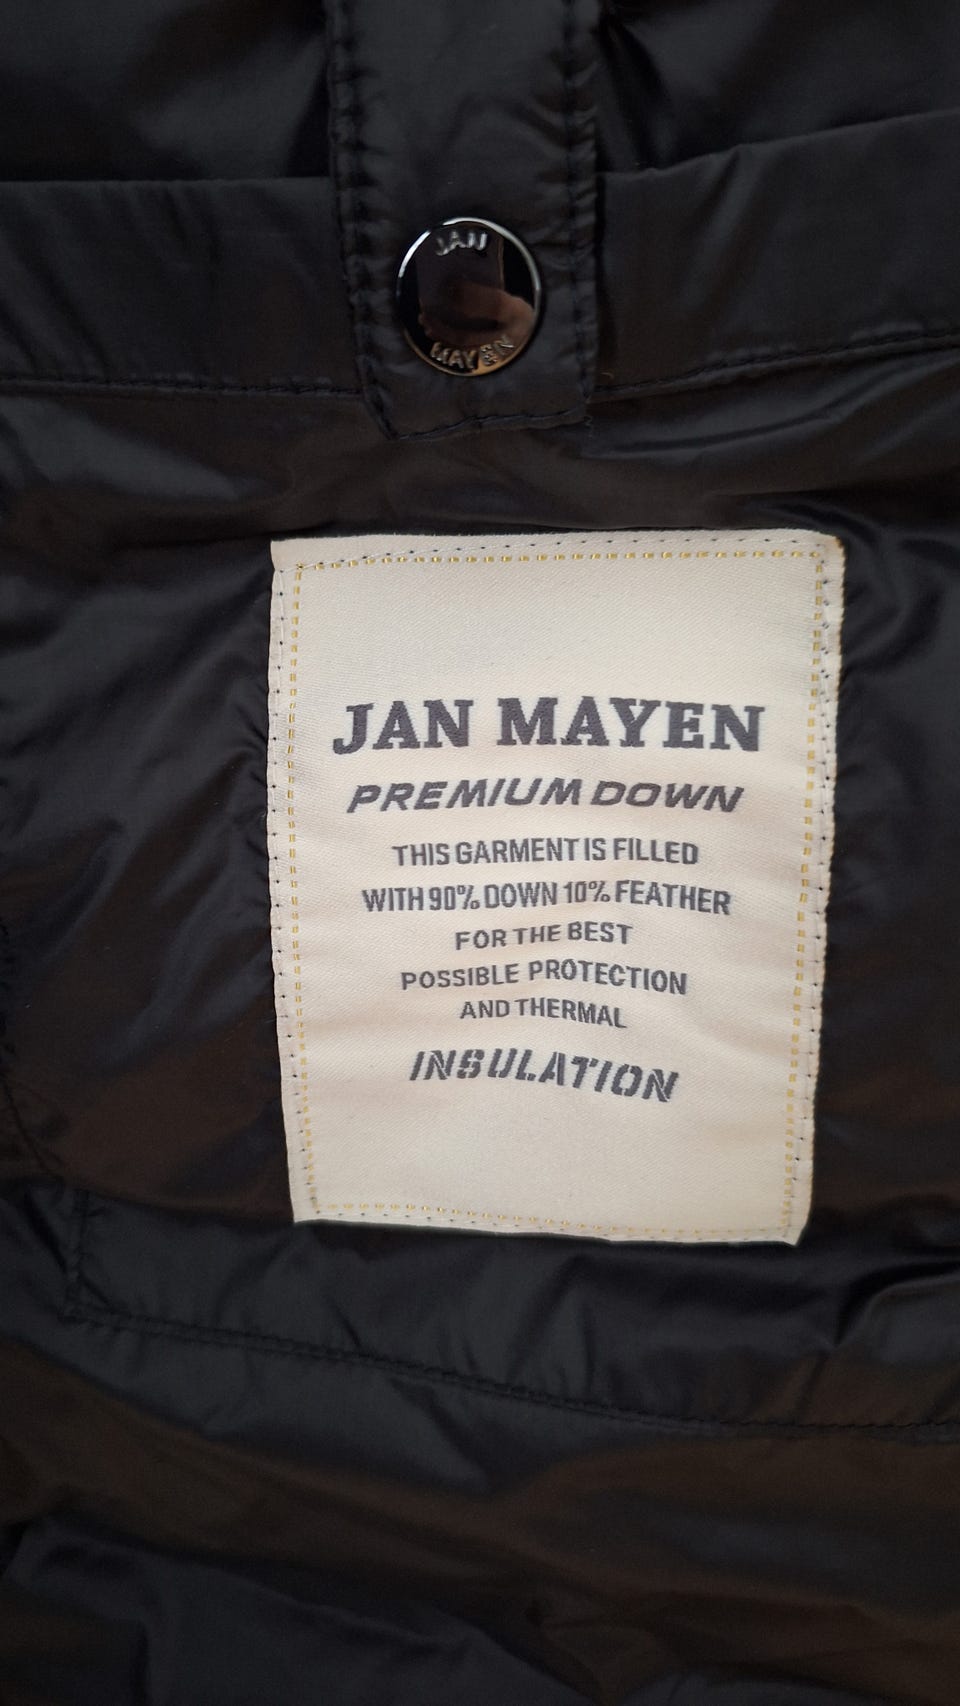 JAN
MAYEN
JAN MAYEN
PREMIUM DOWN
THIS GARMENT IS FILLED
WITH 90% DOWN 10% FEATHER
FOR THE BEST
POSSIBLE PROTECTION
AND THERMAL
INSULATION